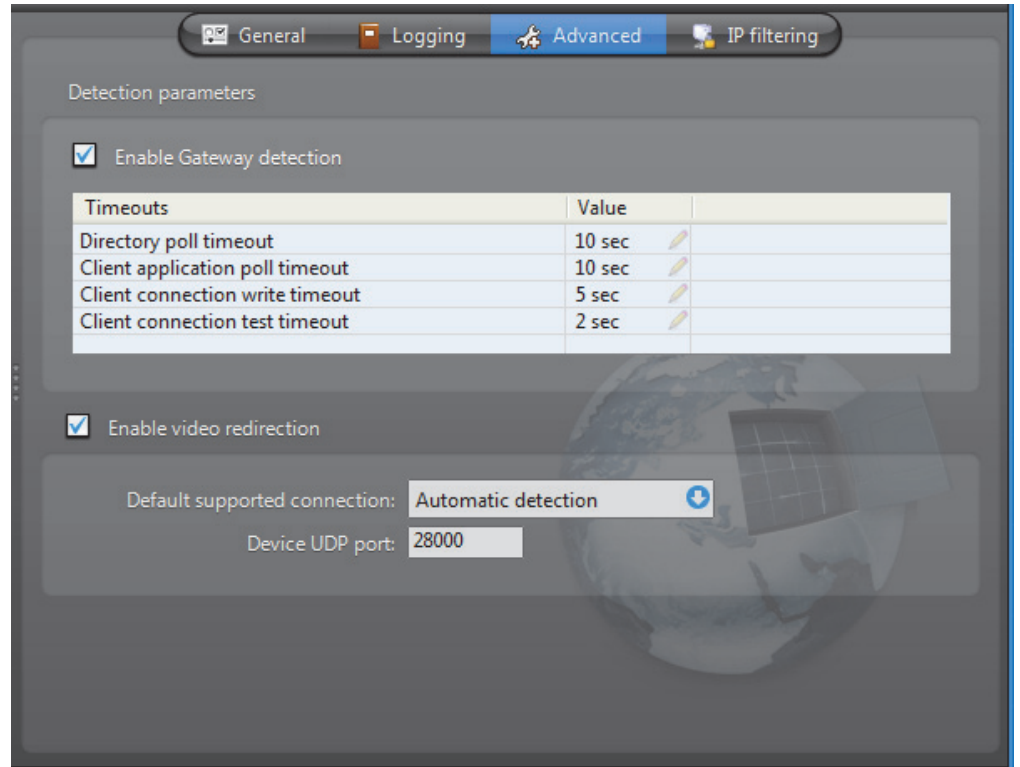 General Logging Advanced IP filtering
Detection parameters
Enable Gateway detection
Timeouts Value
Directory poll timeout 10 sec
Client application poll timeout 10 sec
Client connection write timeout 5 sec
Client connection test timeout 2 sec
Enable video redirection
Default supported connection: Automatic detection
Device UDP port: 28000